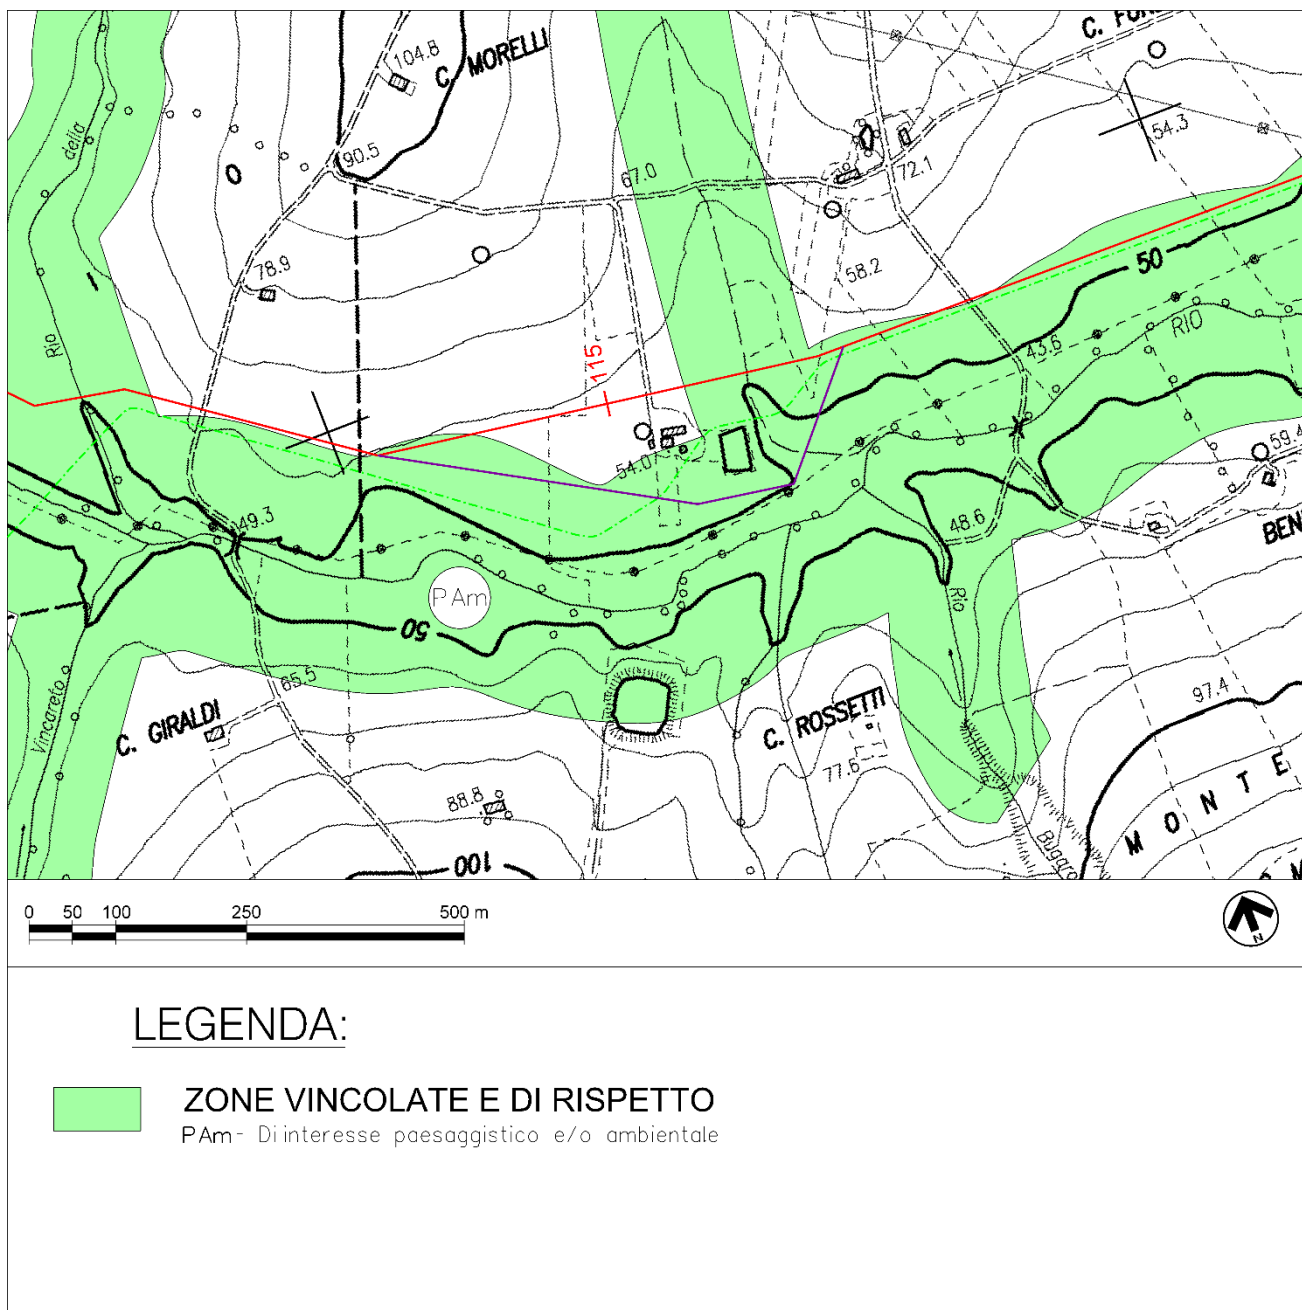 104.8
C. MORELLI
54.3
della
90.5
67.0
72.1
78.9
58.2
50
Rio
115
43.6
RIO
54.0
59.4
49.3
48.6
PAm
50
Rio
Vincareto
65.5
C. GIRALDI
C. ROSSETTI
97.4
77.6
88.8
MONTE
100
0 50 100 250 500 m
N
LEGENDA:
ZONE VINCOLATE E DI RISPETTO
PAm- Di interesse paesaggistico e/o ambientale